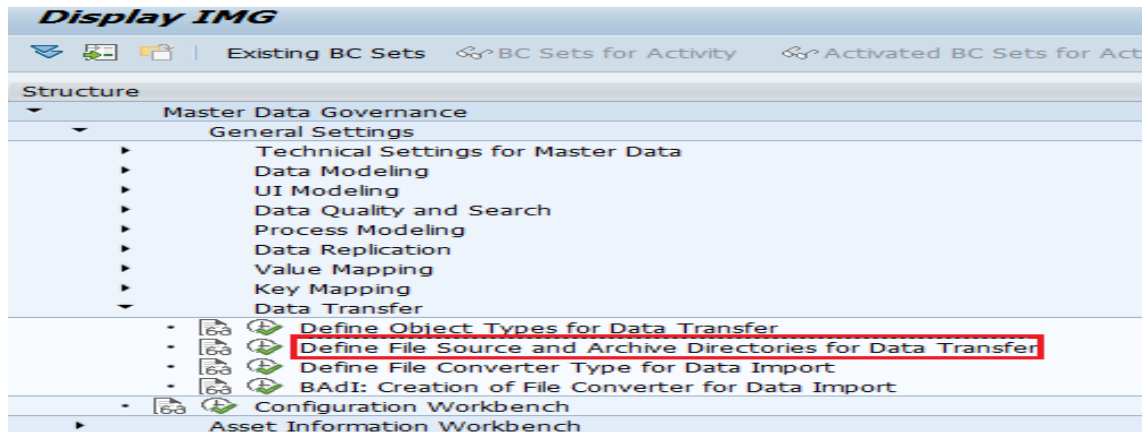 Display IMG
Existing BC Sets BC Sets for Activity Activated BC Sets for Act
Structure
Master Data Governance
General Settings
Technical Settings for Master Data
Data Modeling
UI Modeling
Data Quality and Search
Process Modeling
Data Replication
Value Mapping
Key Mapping
Data Transfer
Define Object Types for Data Transfer
Define File Source and Archive Directories for Data Transfer
Define File Converter Type for Data Import
BAdI: Creation of File Converter for Data Import
Configuration Workbench
Asset Information Workbench